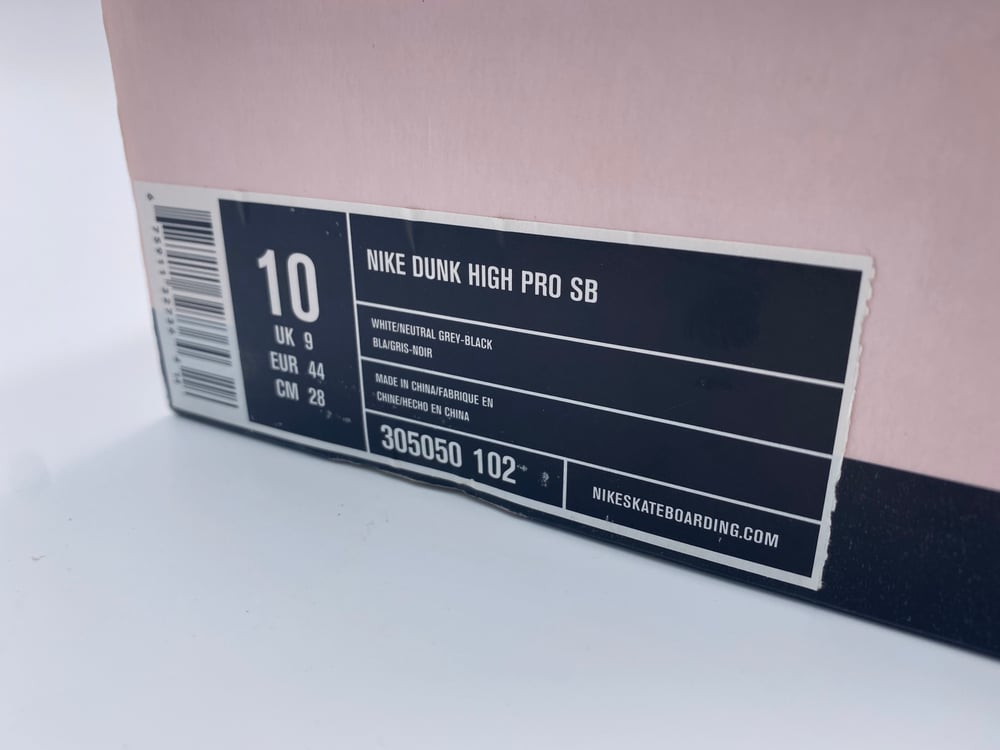 10
UK 9
EUR 44
CM 28
NIKE DUNK HIGH PRO SB
WHITE/NEUTRAL GREY-BLACK
BLA/GRIS-NOIR
MADE IN CHINA/FABRIQUE EN
CHINE/HECHO EN CHINA
305050 102
NIKESKATEBOARDING.COM